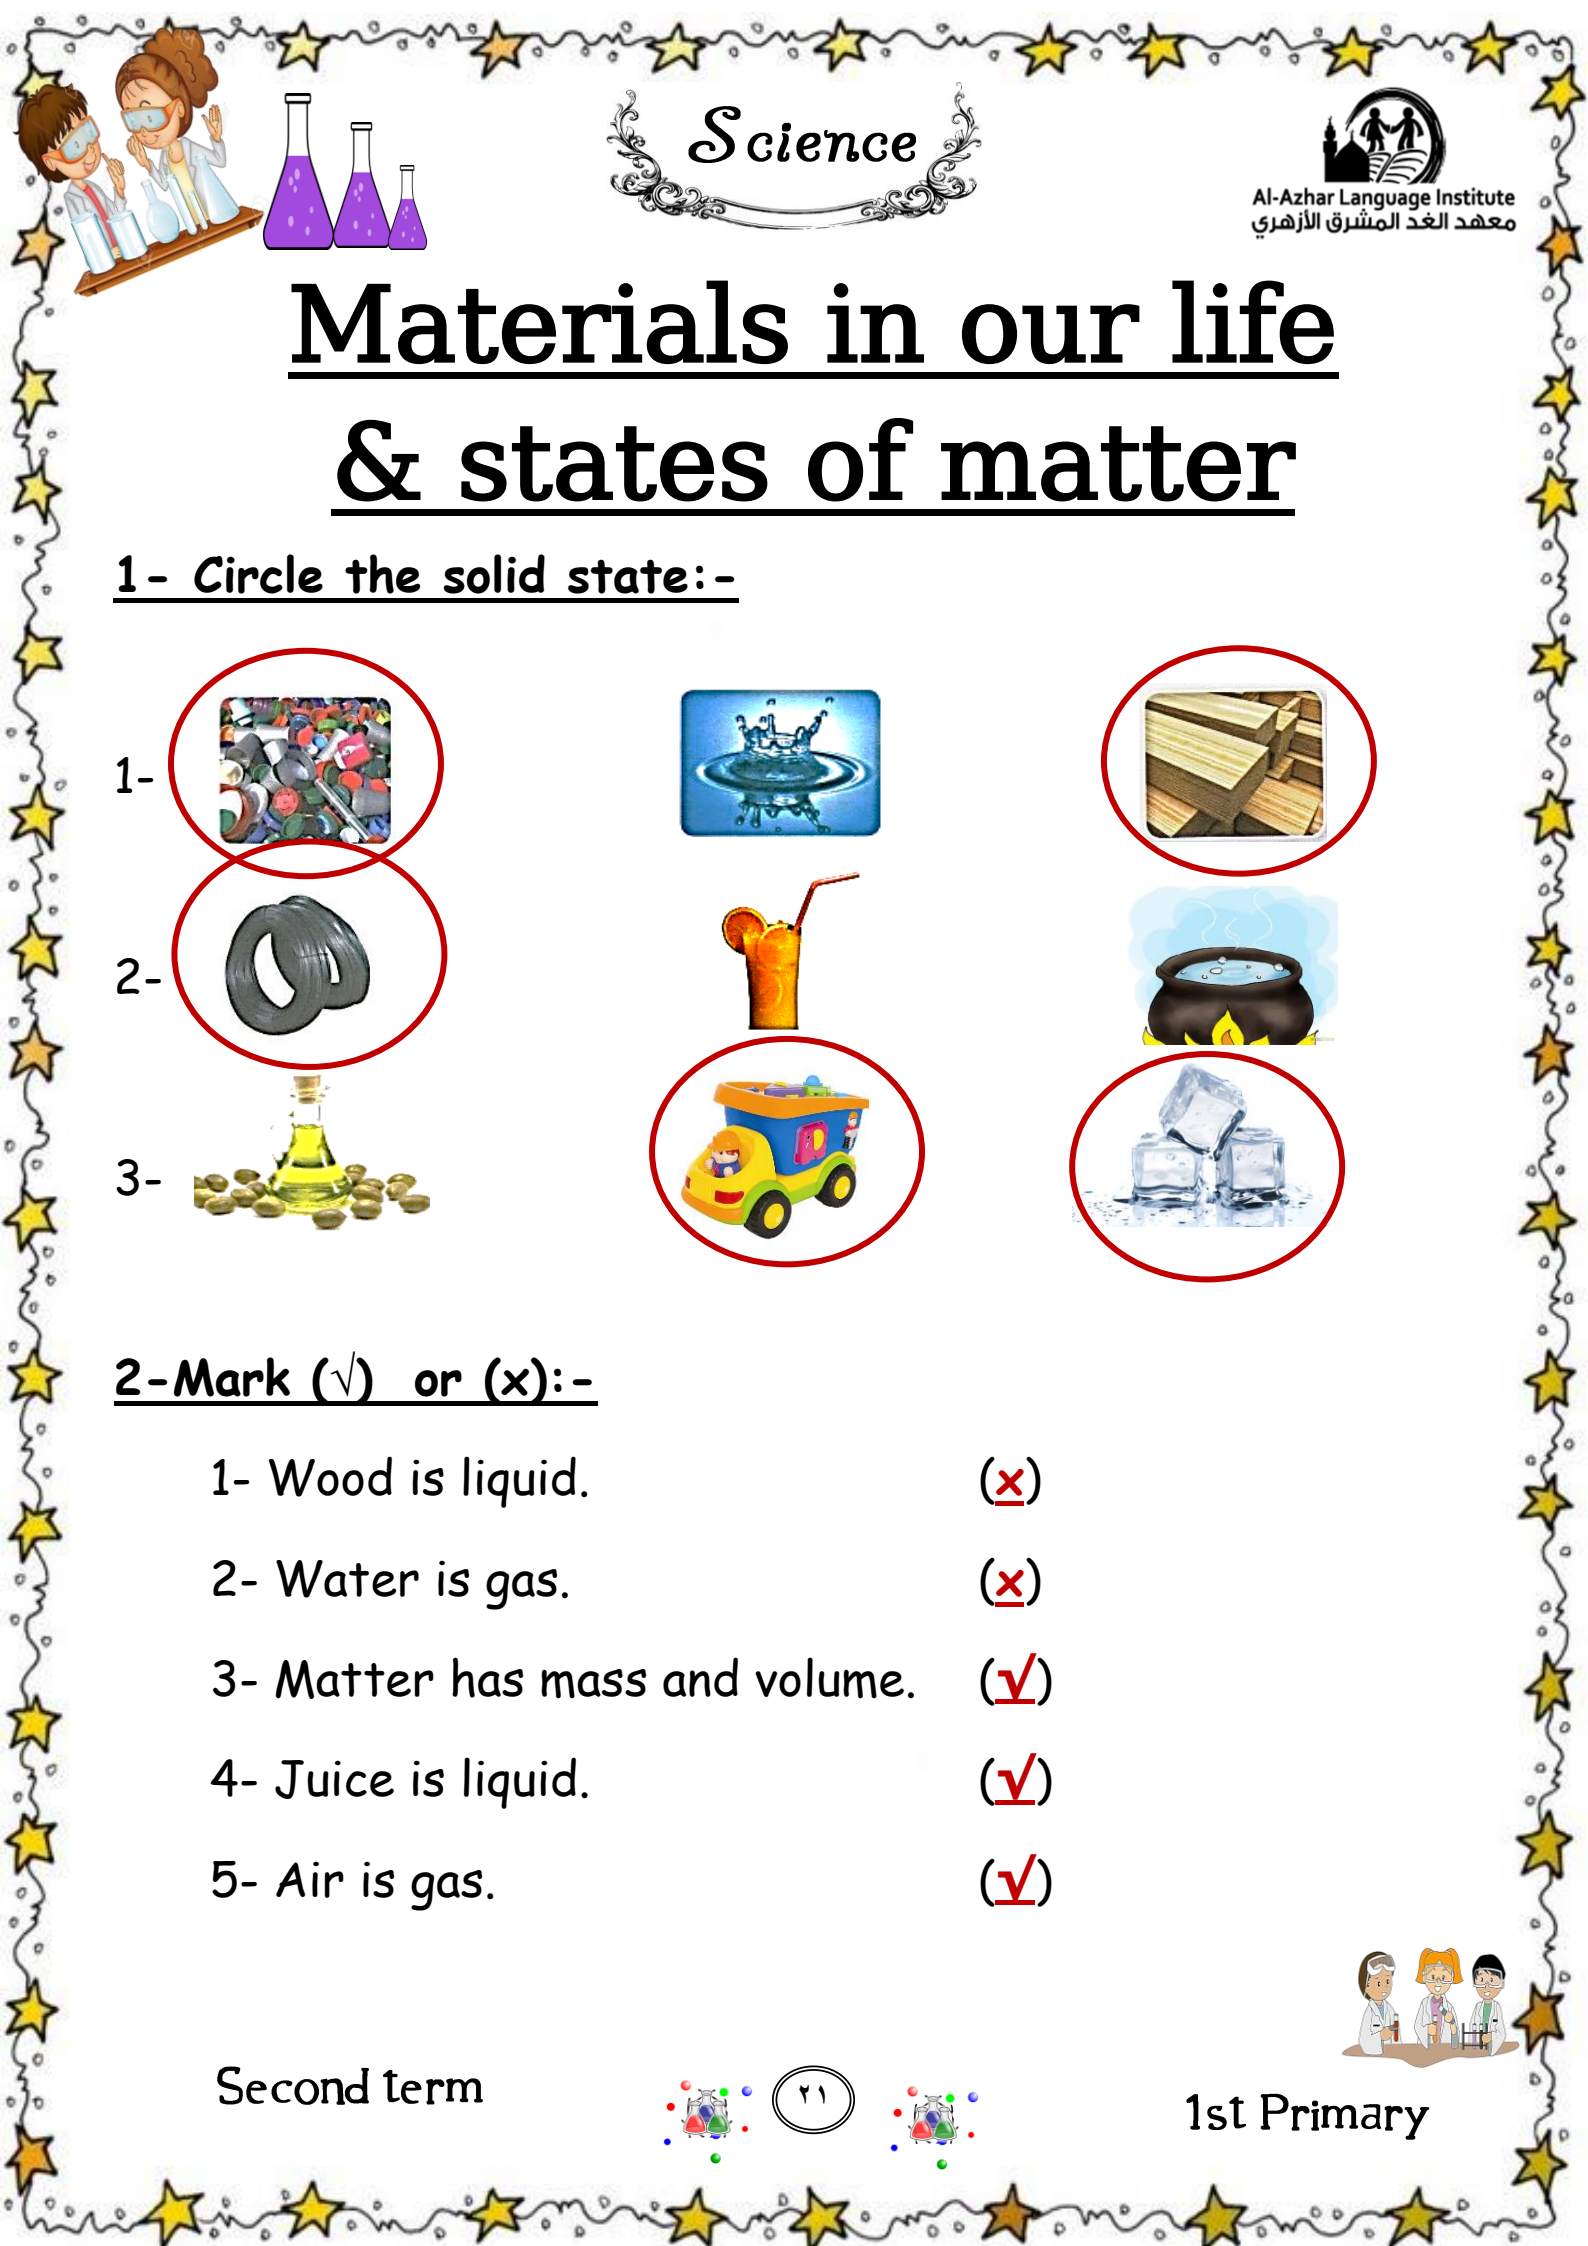 Science
Al-Azhar Language Institute
معهد الغد المشرق الأزهري
Materials in our life
& states of matter
1- Circle the solid state:-
1-
2-
3-
2-Mark (√) or (x):-
1- Wood is liquid. (x)
2- Water is gas. (x)
3- Matter has mass and volume. (√)
4- Juice is liquid. (√)
5- Air is gas. (√)
Second term
٢١
1st Primary